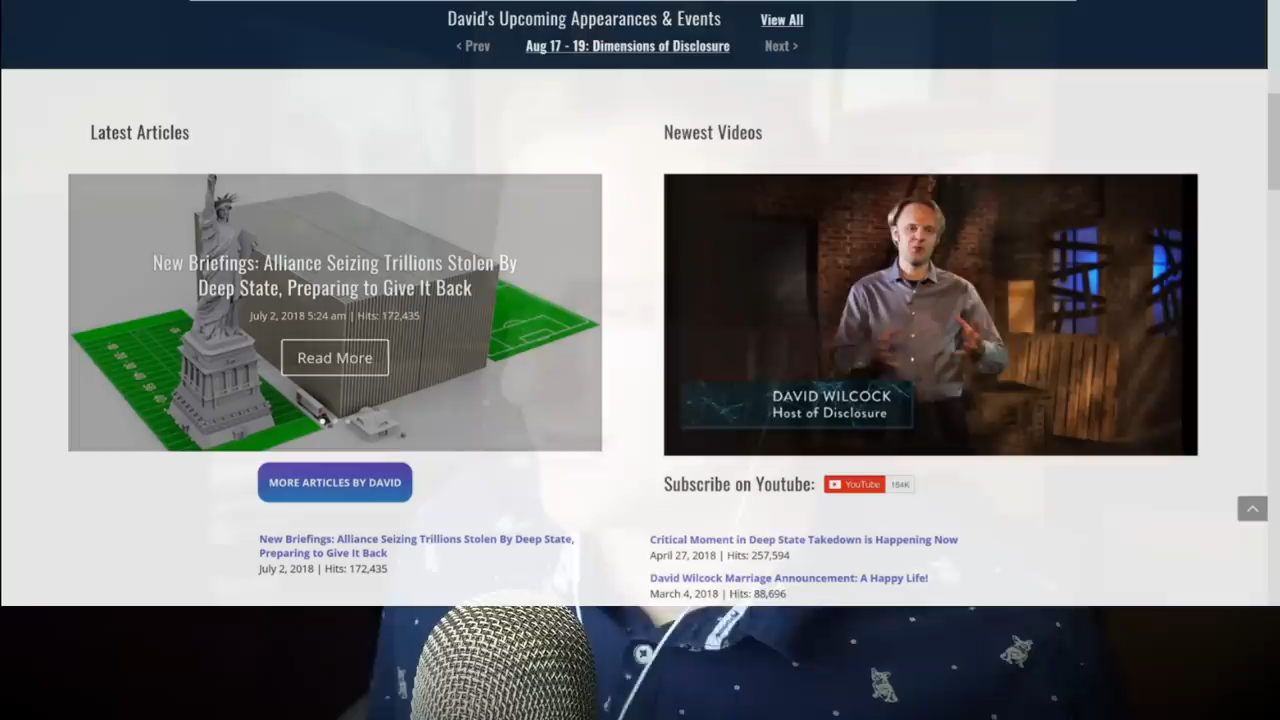 David's Upcoming Appearances & Events
View All
< Prev
Aug 17 - 19: Dimensions of Disclosure
Next >
Latest Articles
New Briefings: Alliance Seizing Trillions Stolen By
Deep State, Preparing to Give It Back
July 2, 2018 5:24 am | Hits: 172,435
Read More
MORE ARTICLES BY DAVID
New Briefings: Alliance Seizing Trillions Stolen By Deep State,
Preparing to Give It Back
July 2, 2018 | Hits: 172,435
Newest Videos
DAVID WILCOCK
Host of Disclosure
Subscribe on Youtube:
YouTube
154K
Critical Moment in Deep State Takedown is Happening Now
April 27, 2018 | Hits: 257,594
David Wilcock Marriage Announcement: A Happy Life!
March 4, 2018 | Hits: 88,696